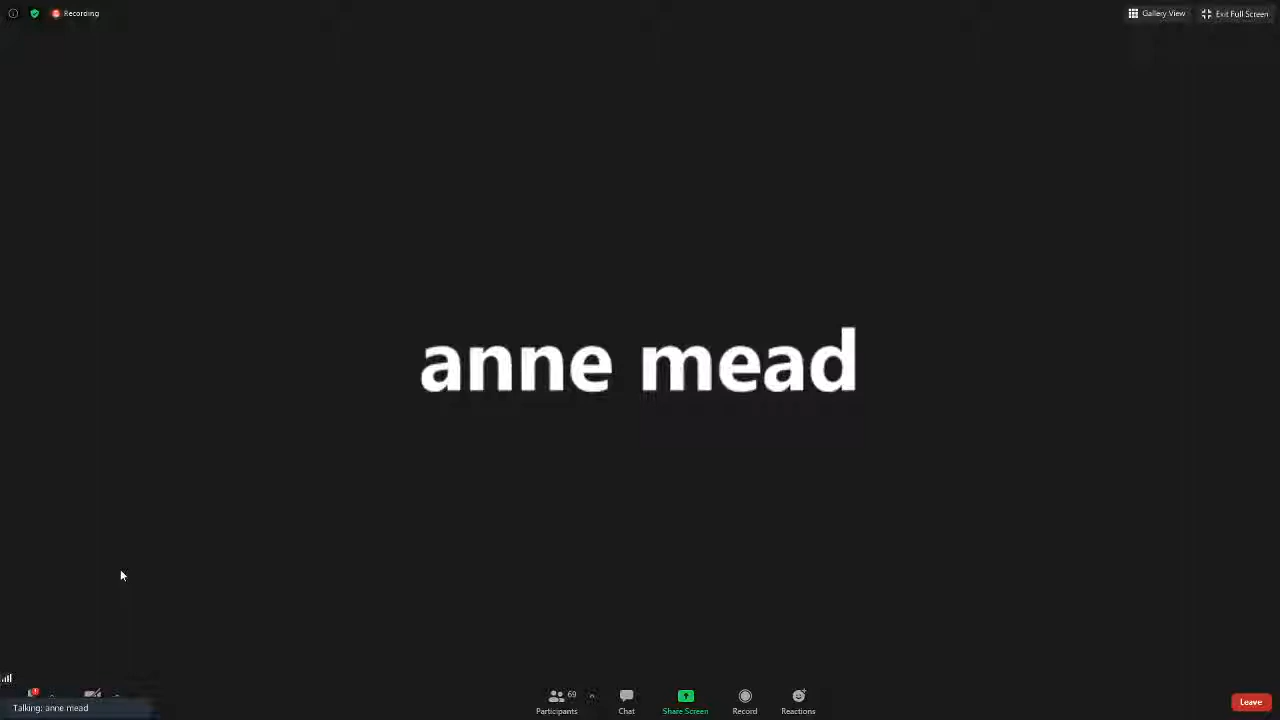 Recording
Gallery View
Exit Full Screen
anne mead
Talking: anne mead
69
Participants
Chat
Share Screen
Record
Reactions
Leave